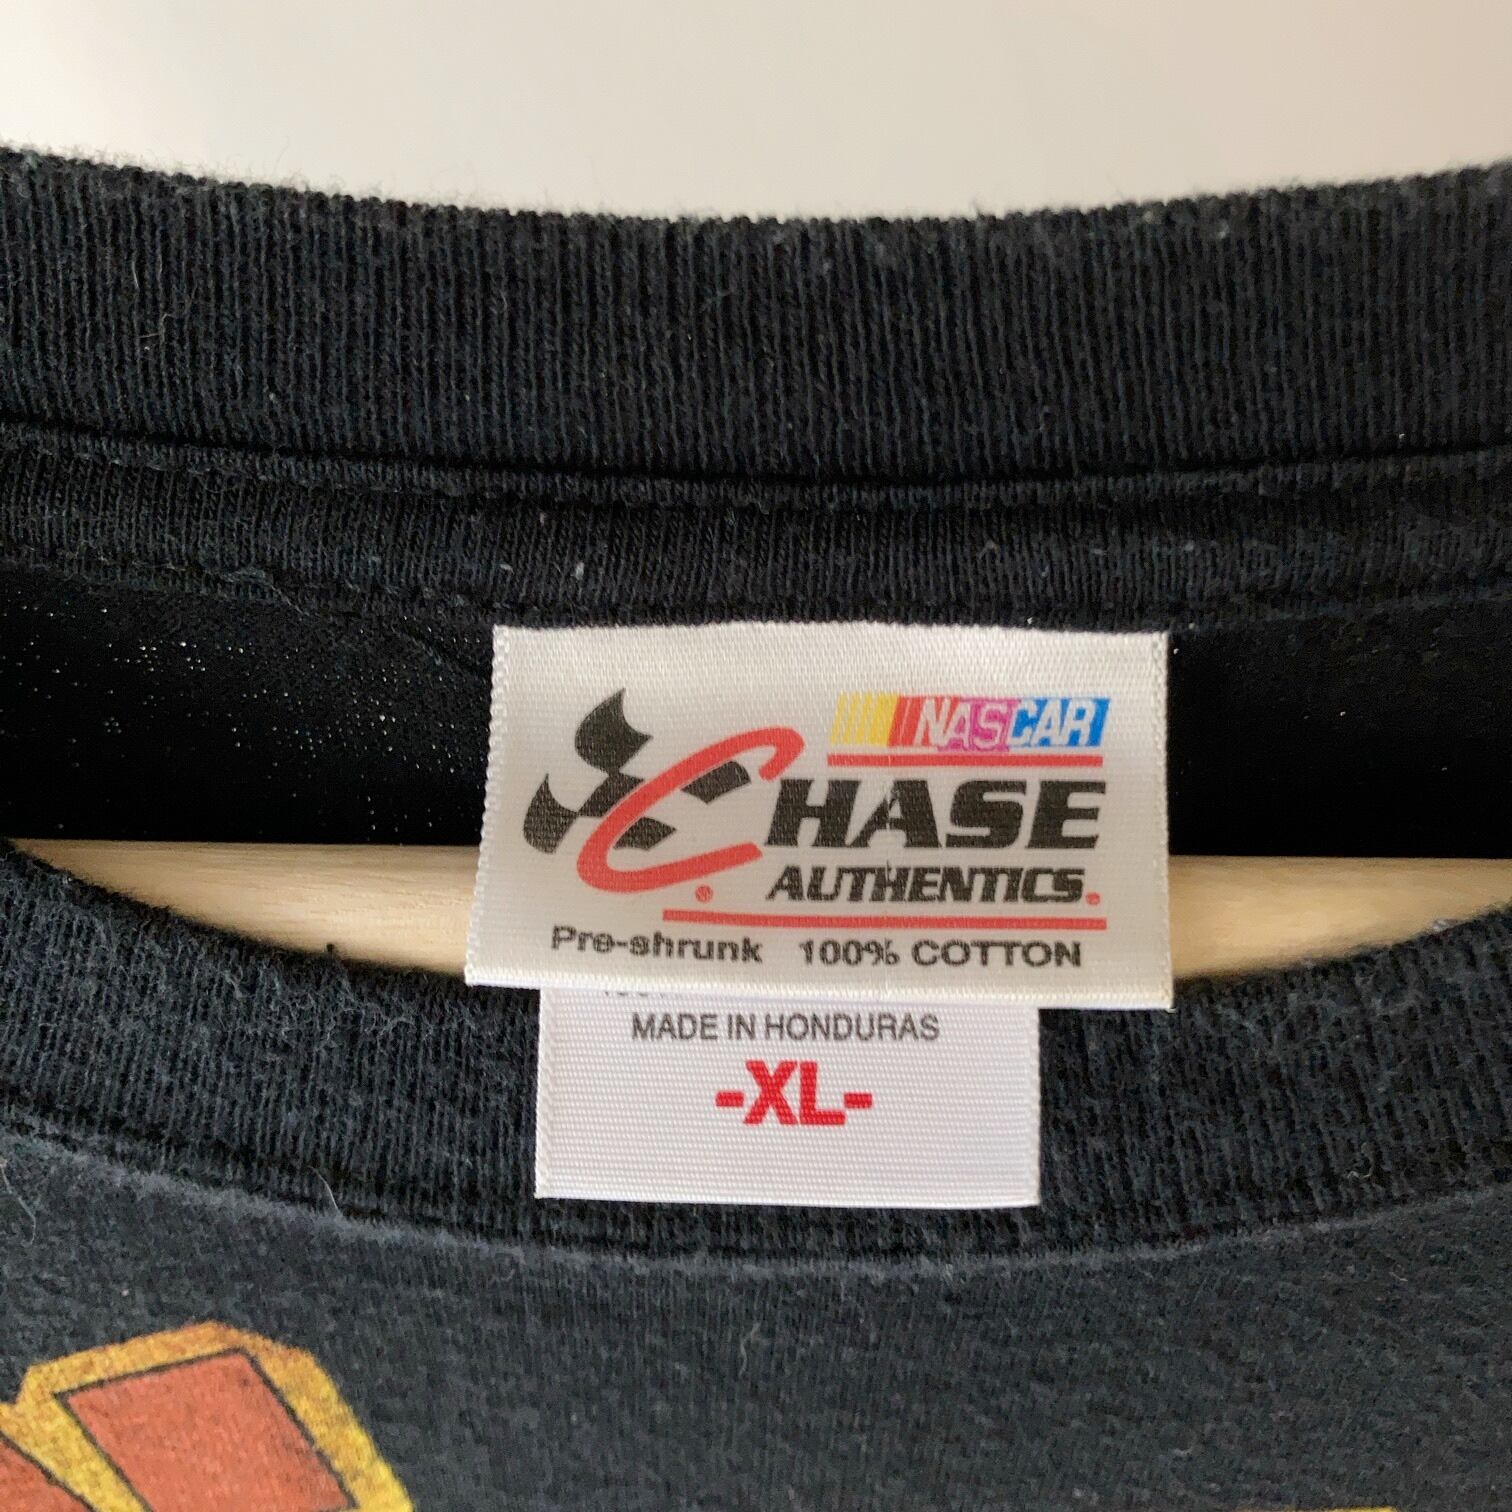 NASCAR
CHASE
AUTHENTICS
Pre-shrunk 100% COTTON
MADE IN HONDURAS
-XL-